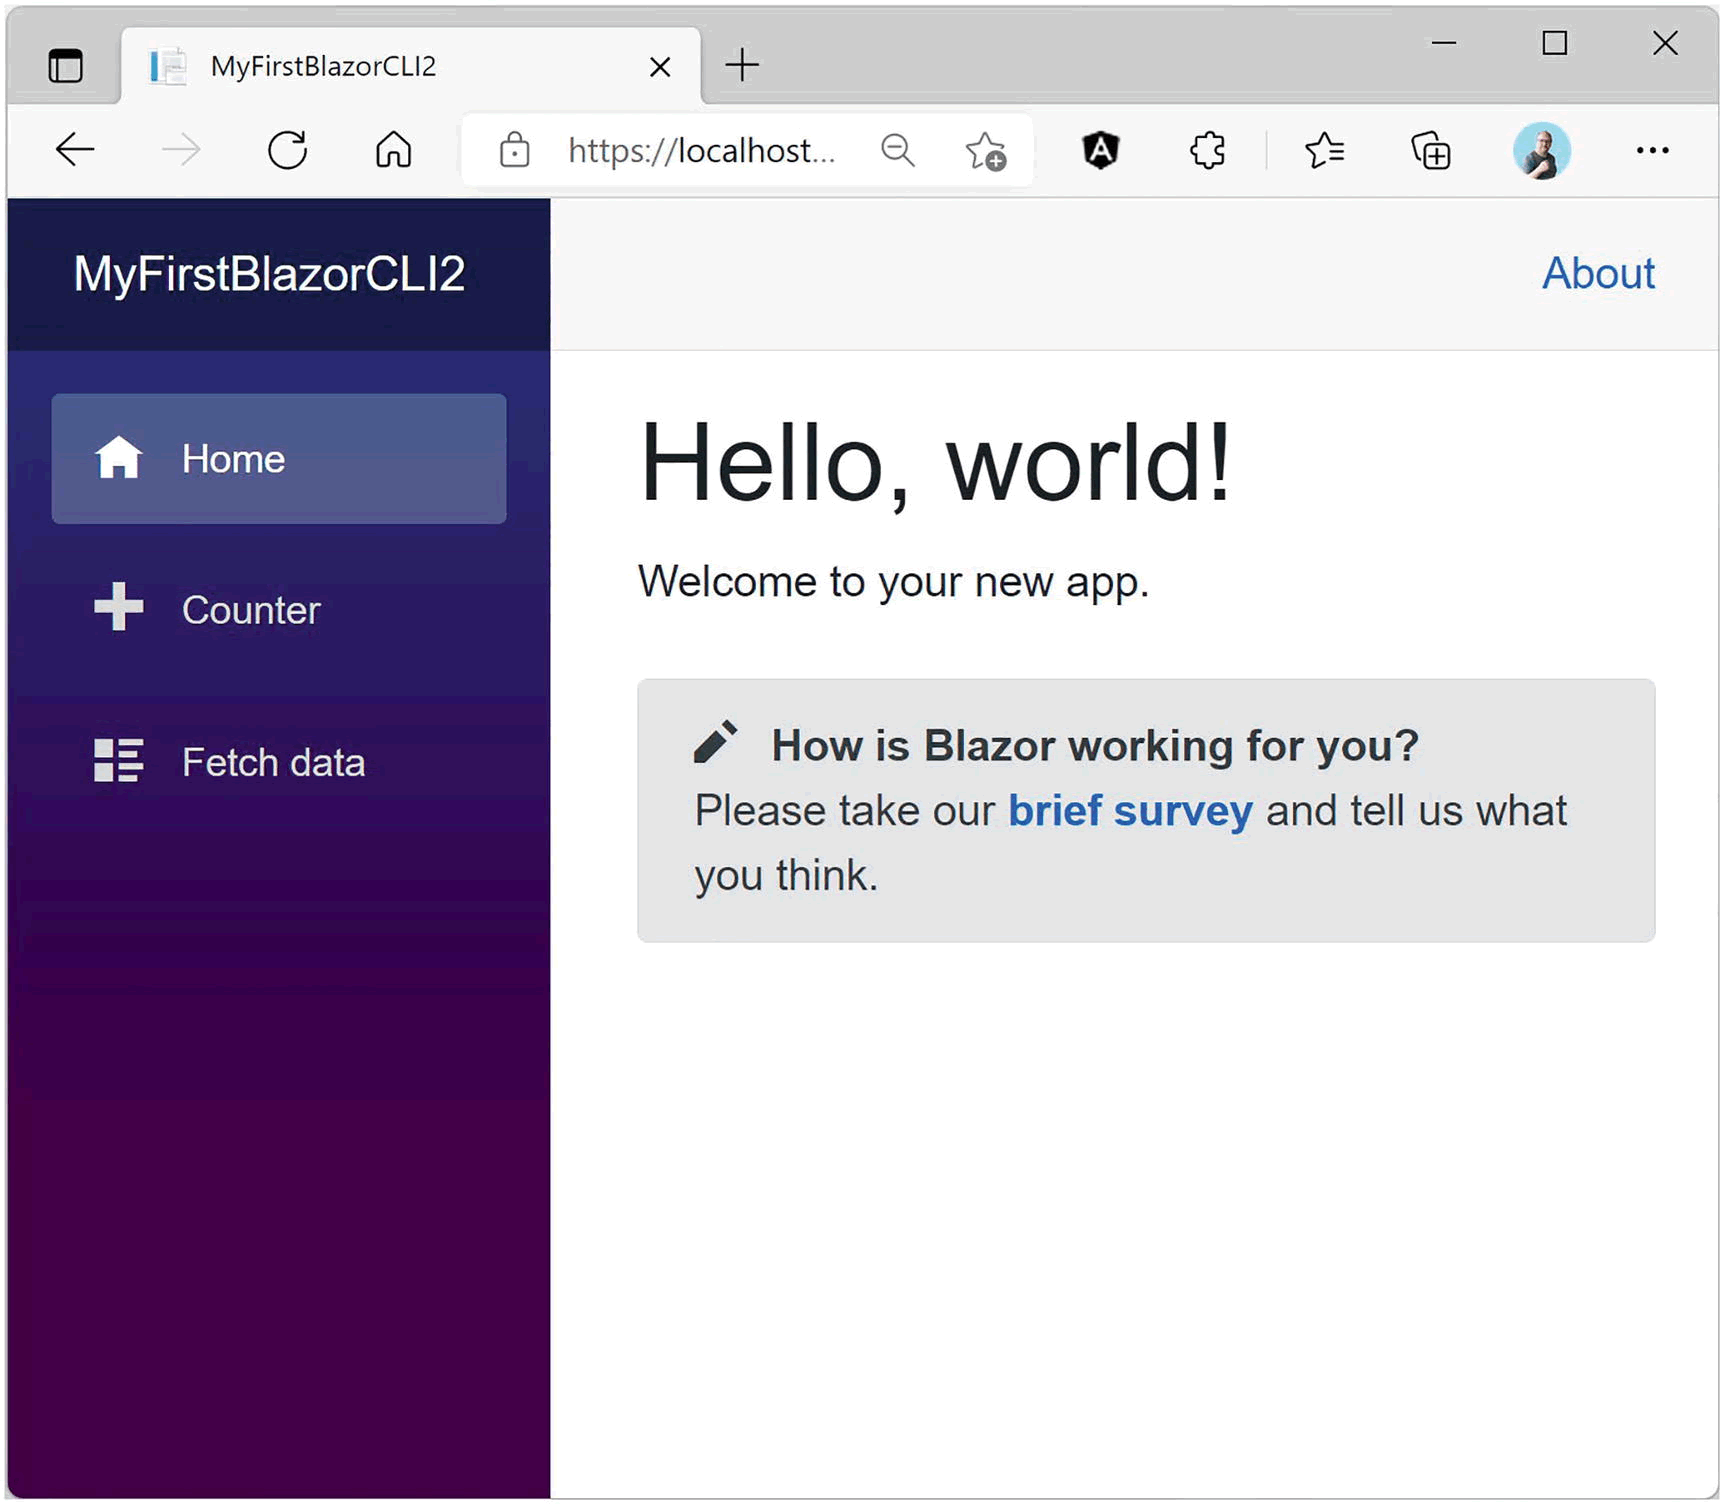 MyFirstBlazorCLI2
https://localhost...
MyFirstBlazorCLI2
About
Home
Counter
Fetch data
Hello, world!
Welcome to your new app.
How is Blazor working for you?
Please take our brief survey and tell us what
you think.